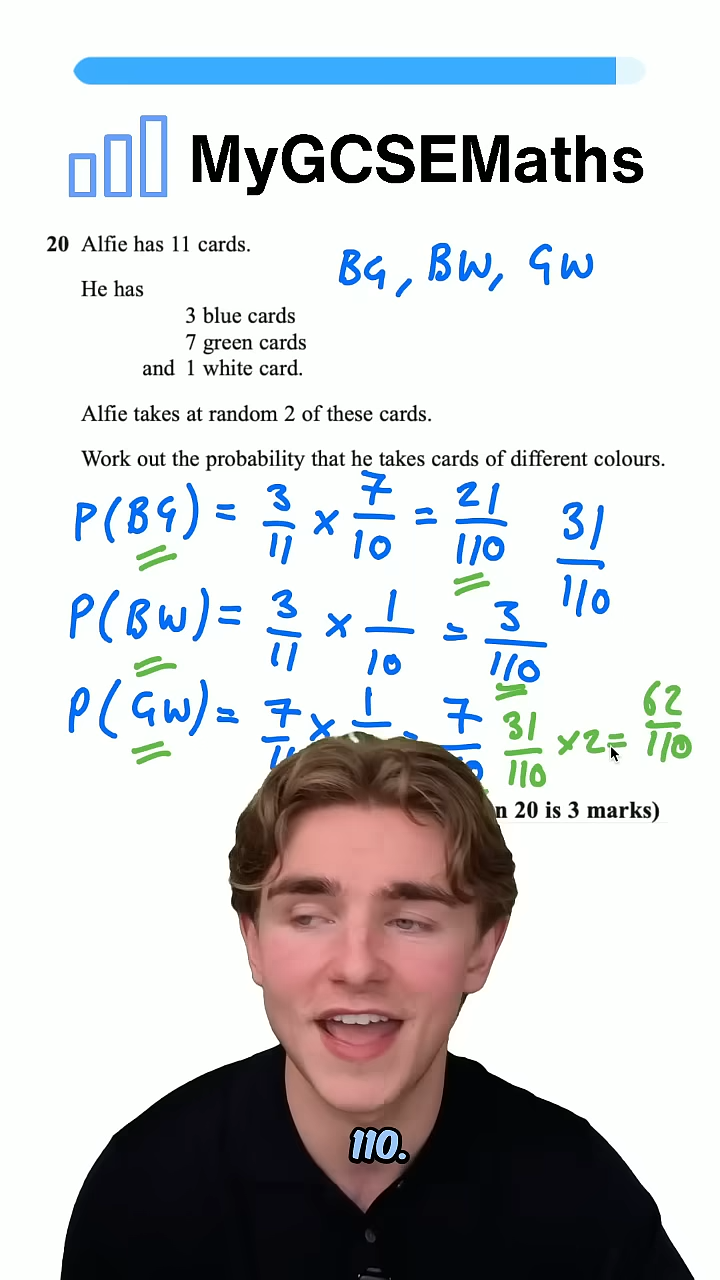 MyGCSEMaths
20 Alfie has 11 cards.
BG, BW, GW
He has
3 blue cards
7 green cards
and 1 white card.
Alfie takes at random 2 of these cards.
Work out the probability that he takes cards of different colours.
P(BG) = 3/11 × 7/10 = 21/110
31/110
P(BW) = 3/11 × 1/10 = 3/110
P(GW) = 7/ × 1/ = 7/
31/110 × 2 = 62/110
20 is 3 marks)
110.